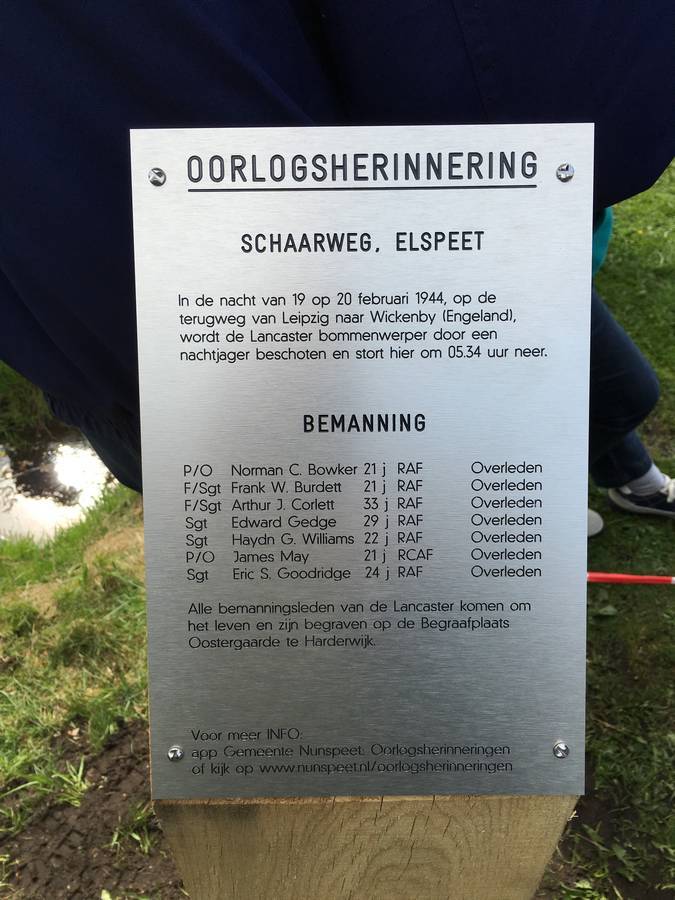 OORLOGSHERINNERING
SCHAARWEG, ELSPEET
In de nacht van 19 op 20 februari 1944, op de
terugweg van Leipzig naar Wickenby (Engeland),
wordt de Lancaster bommenwerper door een
nachtjager beschoten en stort hier om 05.34 uur neer.
BEMANNING
P/O Norman C. Bowker 21 j RAF Overleden
F/Sgt Frank W. Burdett 21 j RAF Overleden
F/Sgt Arthur J. Corlett 33 j RAF Overleden
Sgt Edward Gedge 29 j RAF Overleden
Sgt Haydn G. Williams 22 j RAF Overleden
P/O James May 21 j RCAF Overleden
Sgt Eric S. Goodridge 24 j RAF Overleden
Alle bemanningsleden van de Lancaster komen om
het leven en zijn begraven op de Begraafplaats
Oostergaarde te Harderwijk.
Voor meer INFO:
app Gemeente Nunspeet: Oorlogsherinneringen
of kijk op www.nunspeet.nl/oorlogsherinneringen